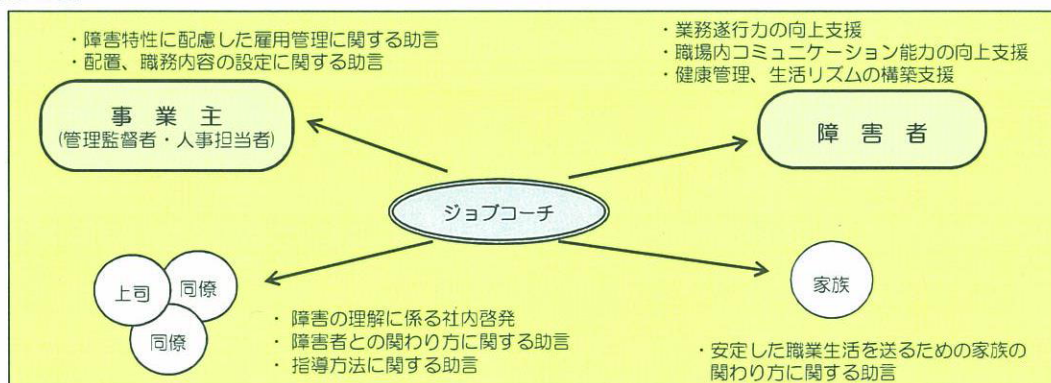 ・障害特性に配慮した雇用管理に関する助言
・配置、職務内容の設定に関する助言
事業主
(管理監督者・人事担当者)
・業務遂行力の向上支援
・職場内コミュニケーション能力の向上支援
・健康管理、生活リズムの構築支援
障害者
ジョブコーチ
上司
同僚
同僚
・障害の理解に係る社内啓発
・障害者との関わり方に関する助言
・指導方法に関する助言
家族
・安定した職業生活を送るための家族の
関わり方に関する助言